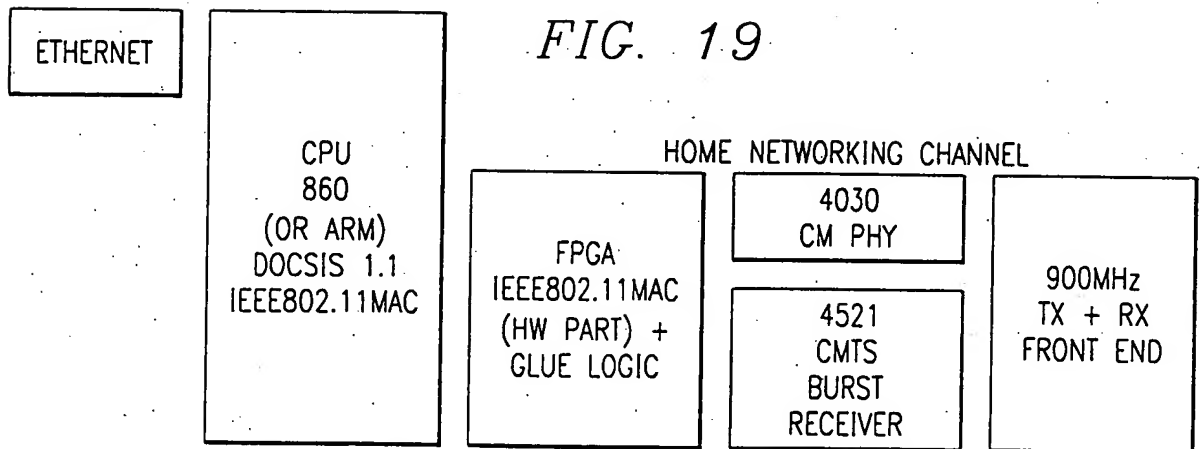 FIG. 19
ETHERNET
CPU
860
(OR ARM)
DOCSIS 1.1
IEEE802.11MAC
HOME NETWORKING CHANNEL
FPGA
IEEE802.11MAC
(HW PART) +
GLUE LOGIC
4030
CM PHY
4521
CMTS
BURST
RECEIVER
900MHz
TX + RX
FRONT END